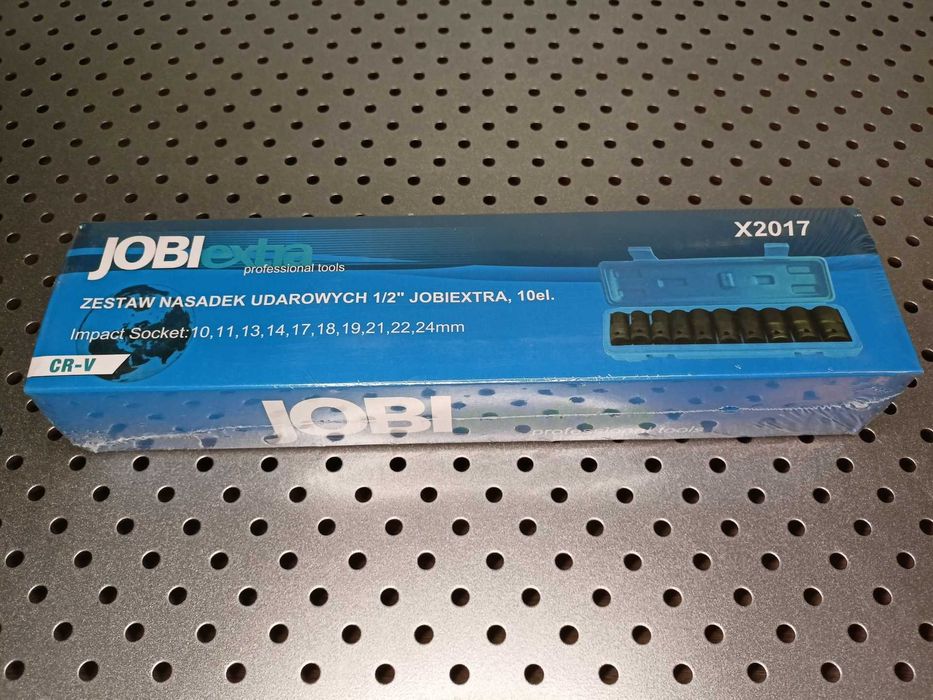 JOBIextra
professional tools
X2017
ZESTAW NASADEK UDAROWYCH 1/2" JOBIEXTRA, 10el.
Impact Socket:10,11,13,14,17,18,19,21,22,24mm
CR-V
JOBI
professional tools